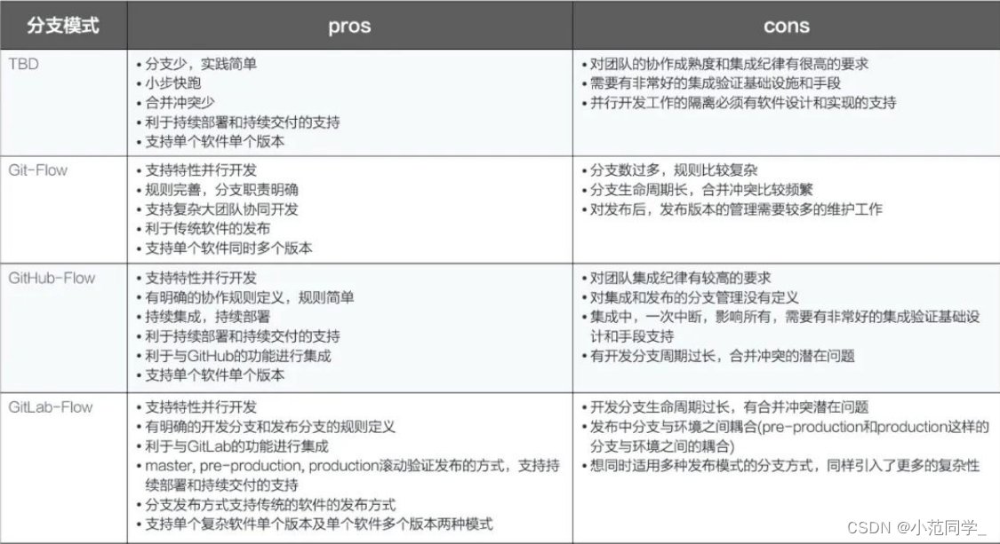 分支模式 pros cons
TBD
• 分支少，实践简单
• 小步快跑
• 合并冲突少
• 利于持续部署和持续交付的支持
• 支持单个软件单个版本
• 对团队的协作成熟度和集成纪律有很高的要求
• 需要有非常好的集成验证基础设施和手段
• 并行开发工作的隔离必须有软件设计和实现的支持
Git-Flow
• 支持特性并行开发
• 规则完善，分支职责明确
• 支持复杂大团队协同开发
• 利于传统软件的发布
• 支持单个软件同时多个版本
• 分支数过多，规则比较复杂
• 分支生命周期长，合并冲突比较频繁
• 对发布后，发布版本的管理需要较多的维护工作
GitHub-Flow
• 支持特性并行开发
• 有明确的协作规则定义，规则简单
• 持续集成，持续部署
• 利于持续部署和持续交付的支持
• 利于与GitHub的功能进行集成
• 支持单个软件单个版本
• 对团队集成纪律有较高的要求
• 对集成和发布的分支管理没有定义
• 集成中，一次中断，影响所有，需要有非常好的集成验证基础设
计和手段支持
• 有开发分支周期过长，合并冲突的潜在问题
GitLab-Flow
• 支持特性并行开发
• 有明确的开发分支和发布分支的规则定义
• 利于与GitLab的功能进行集成
• master, pre-production, production滚动验证发布的方式，支持持
续部署和持续交付的支持
• 分支发布方式支持传统的软件的发布方式
• 支持单个复杂软件单个版本及单个软件多个版本两种模式
• 开发分支生命周期过长，有合并冲突潜在问题
• 发布中分支与环境之间耦合(pre-production和production这样的
分支与环境之间的耦合)
• 想同时适用多种发布模式的分支方式，同样引入了更多的复杂性
CSDN @小范同学_